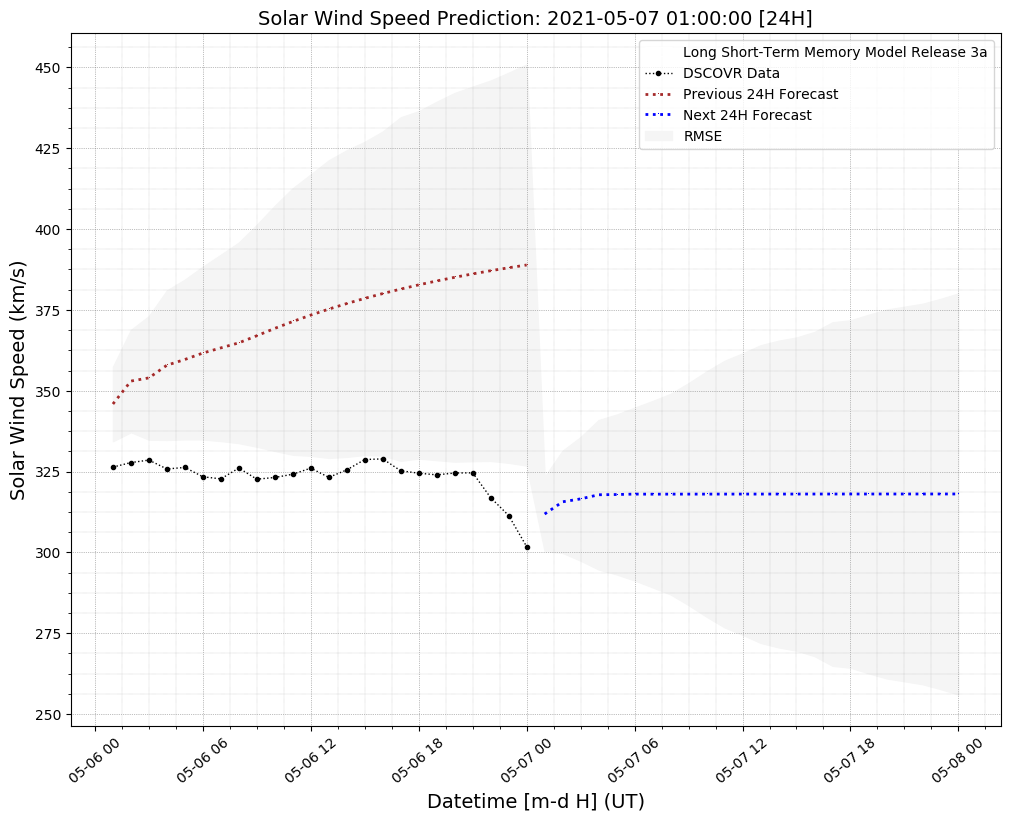 Solar Wind Speed Prediction: 2021-05-07 01:00:00 [24H]
Long Short-Term Memory Model Release 3a
DSCOVR Data
Previous 24H Forecast
Next 24H Forecast
RMSE
Solar Wind Speed (km/s)
450
425
400
375
350
325
300
275
250
05-06 00
05-06 06
05-06 12
05-06 18
05-07 00
05-07 06
05-07 12
05-07 18
05-08 00
Datetime [m-d H] (UT)